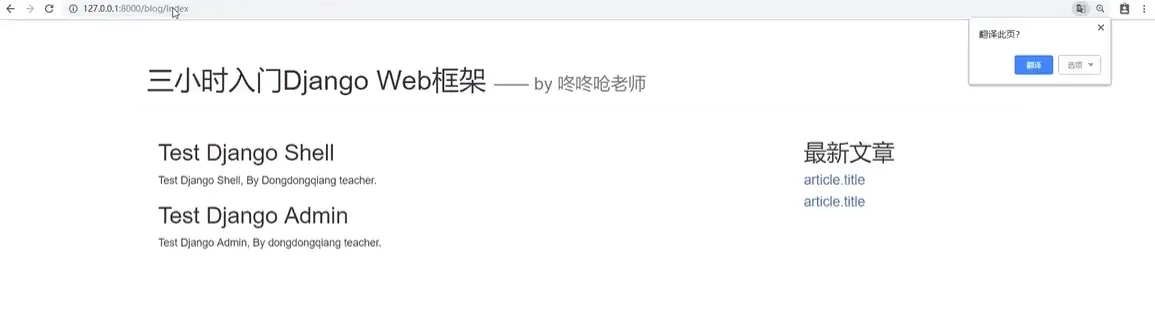 127.0.0.1:8000/blog/index
翻译此页？
翻译
选项
三小时入门Django Web框架 —— by 咚咚呛老师
Test Django Shell
Test Django Shell, By Dongdongqiang teacher.
Test Django Admin
Test Django Admin, By dongdongqiang teacher.
最新文章
article.title
article.title